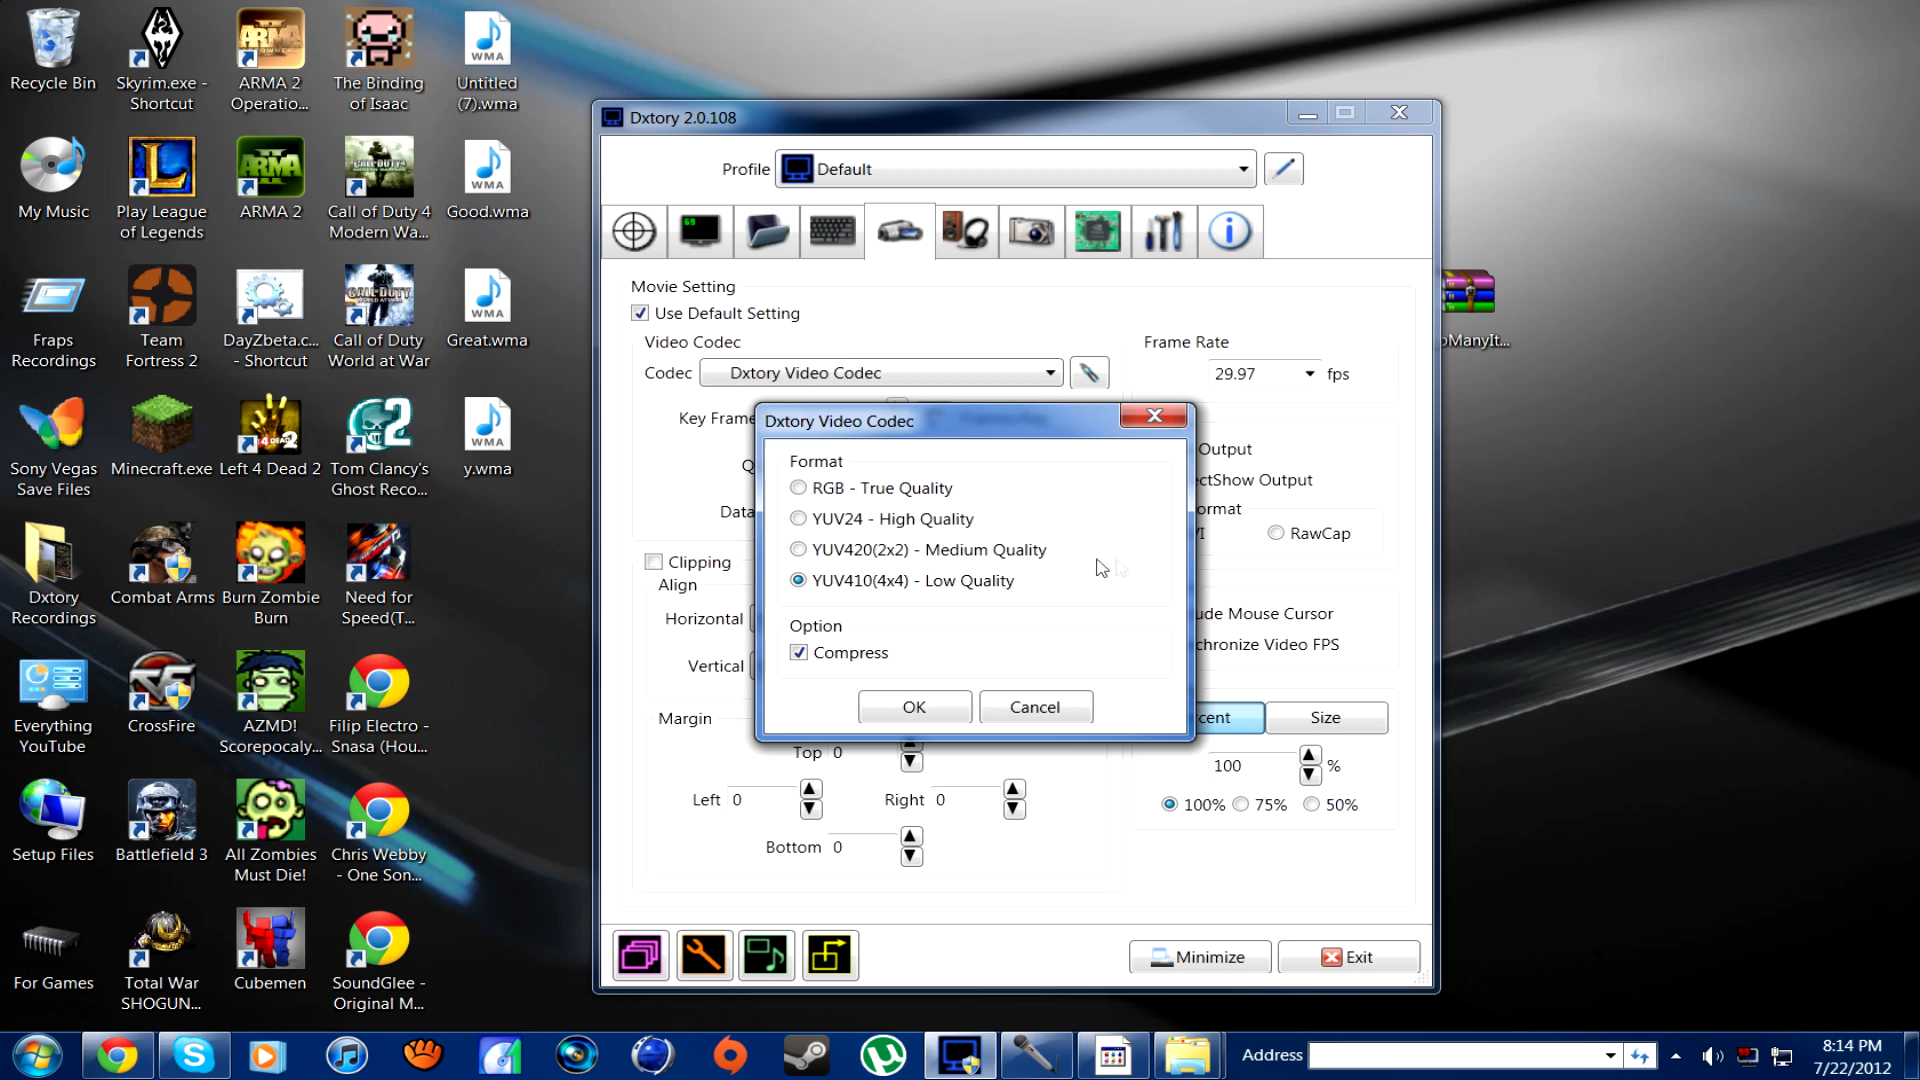 Recycle Bin
Skyrim.exe -
Shortcut
ARMA 2
Operatio...
The Binding
of Isaac
Untitled
(7).wma
My Music
Play League
of Legends
ARMA 2
Call of Duty 4
Modern Wa...
Good.wma
Fraps
Recordings
Team
Fortress 2
DayZbeta.c...
- Shortcut
Call of Duty
World at War
Great.wma
Sony Vegas
Save Files
Minecraft.exe
Left 4 Dead 2
Tom Clancy's
Ghost Reco...
y.wma
Dxtory
Recordings
Combat Arms
Burn Zombie
Burn
Need for
Speed(T...
Everything
YouTube
CrossFire
AZMD!
Scorepocaly...
Filip Electro -
Snasa (Hou...
Setup Files
Battlefield 3
All Zombies
Must Die!
Chris Webby
- One Son...
For Games
Total War
SHOGUN...
Cubemen
SoundGlee -
Original M...
oManyIt...
Dxtory 2.0.108
Profile Default
Movie Setting
Use Default Setting
Video Codec
Codec Dxtory Video Codec
Key Frame
Data
Frame Rate
29.97 fps
Output
ectShow Output
ormat
RawCap
Clipping
Align
Horizontal
Vertical
ude Mouse Cursor
chronize Video FPS
Margin
Top 0
Left 0
Right 0
Bottom 0
cent
Size
100 %
100% 75% 50%
Dxtory Video Codec
Format
RGB - True Quality
YUV24 - High Quality
YUV420(2x2) - Medium Quality
YUV410(4x4) - Low Quality
Option
Compress
OK
Cancel
Minimize
Exit
Address
8:14 PM
7/22/2012